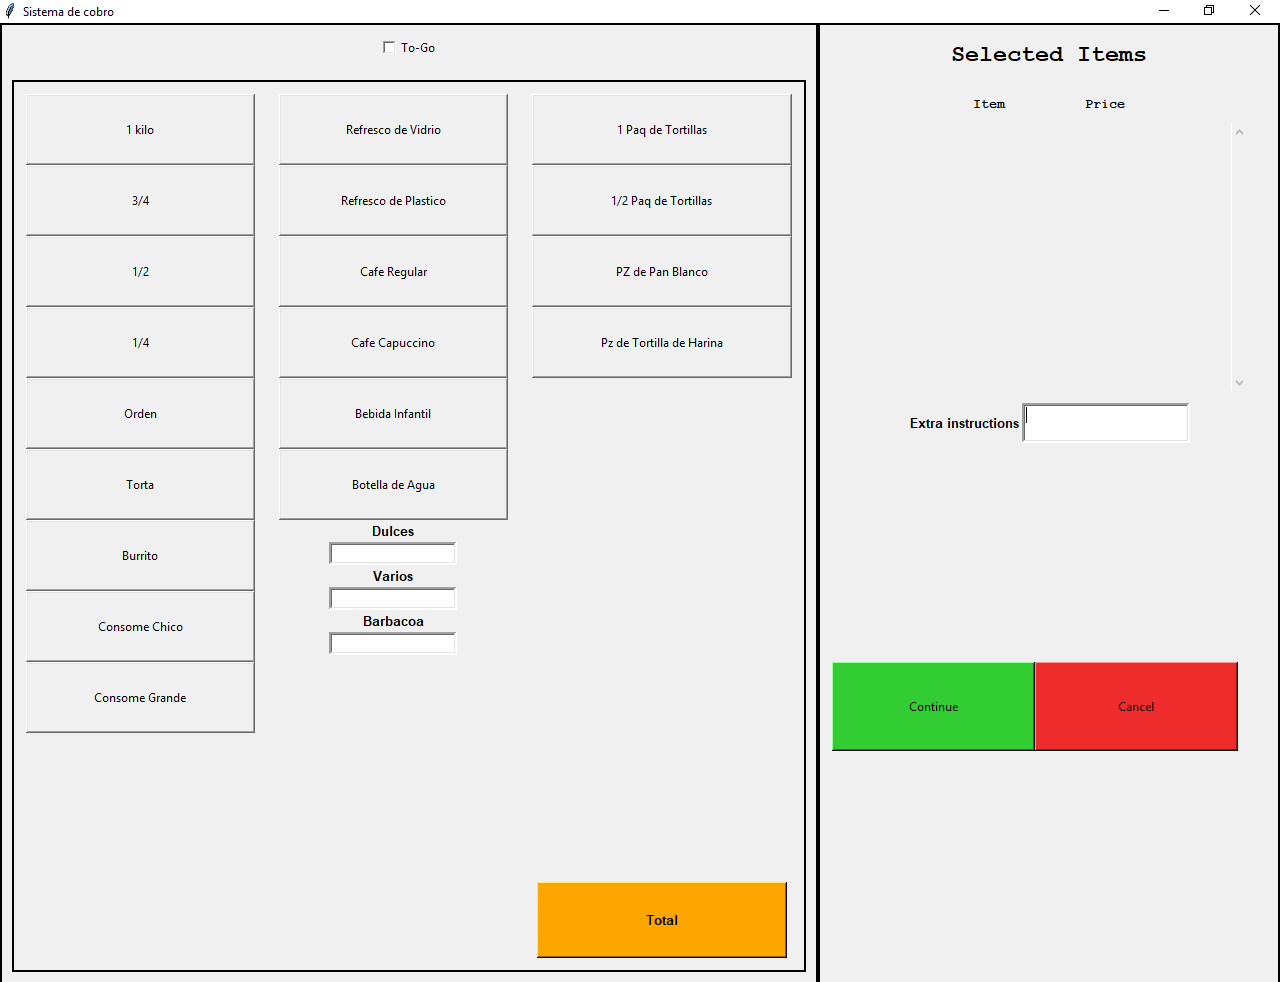 Sistema de cobro
To-Go
1 kilo
3/4
1/2
1/4
Orden
Torta
Burrito
Consome Chico
Consome Grande
Refresco de Vidrio
Refresco de Plastico
Cafe Regular
Cafe Capuccino
Bebida Infantil
Botella de Agua
Dulces
Varios
Barbacoa
1 Paq de Tortillas
1/2 Paq de Tortillas
PZ de Pan Blanco
Pz de Tortilla de Harina
Total
Selected Items
Item Price
Extra instructions
Continue
Cancel